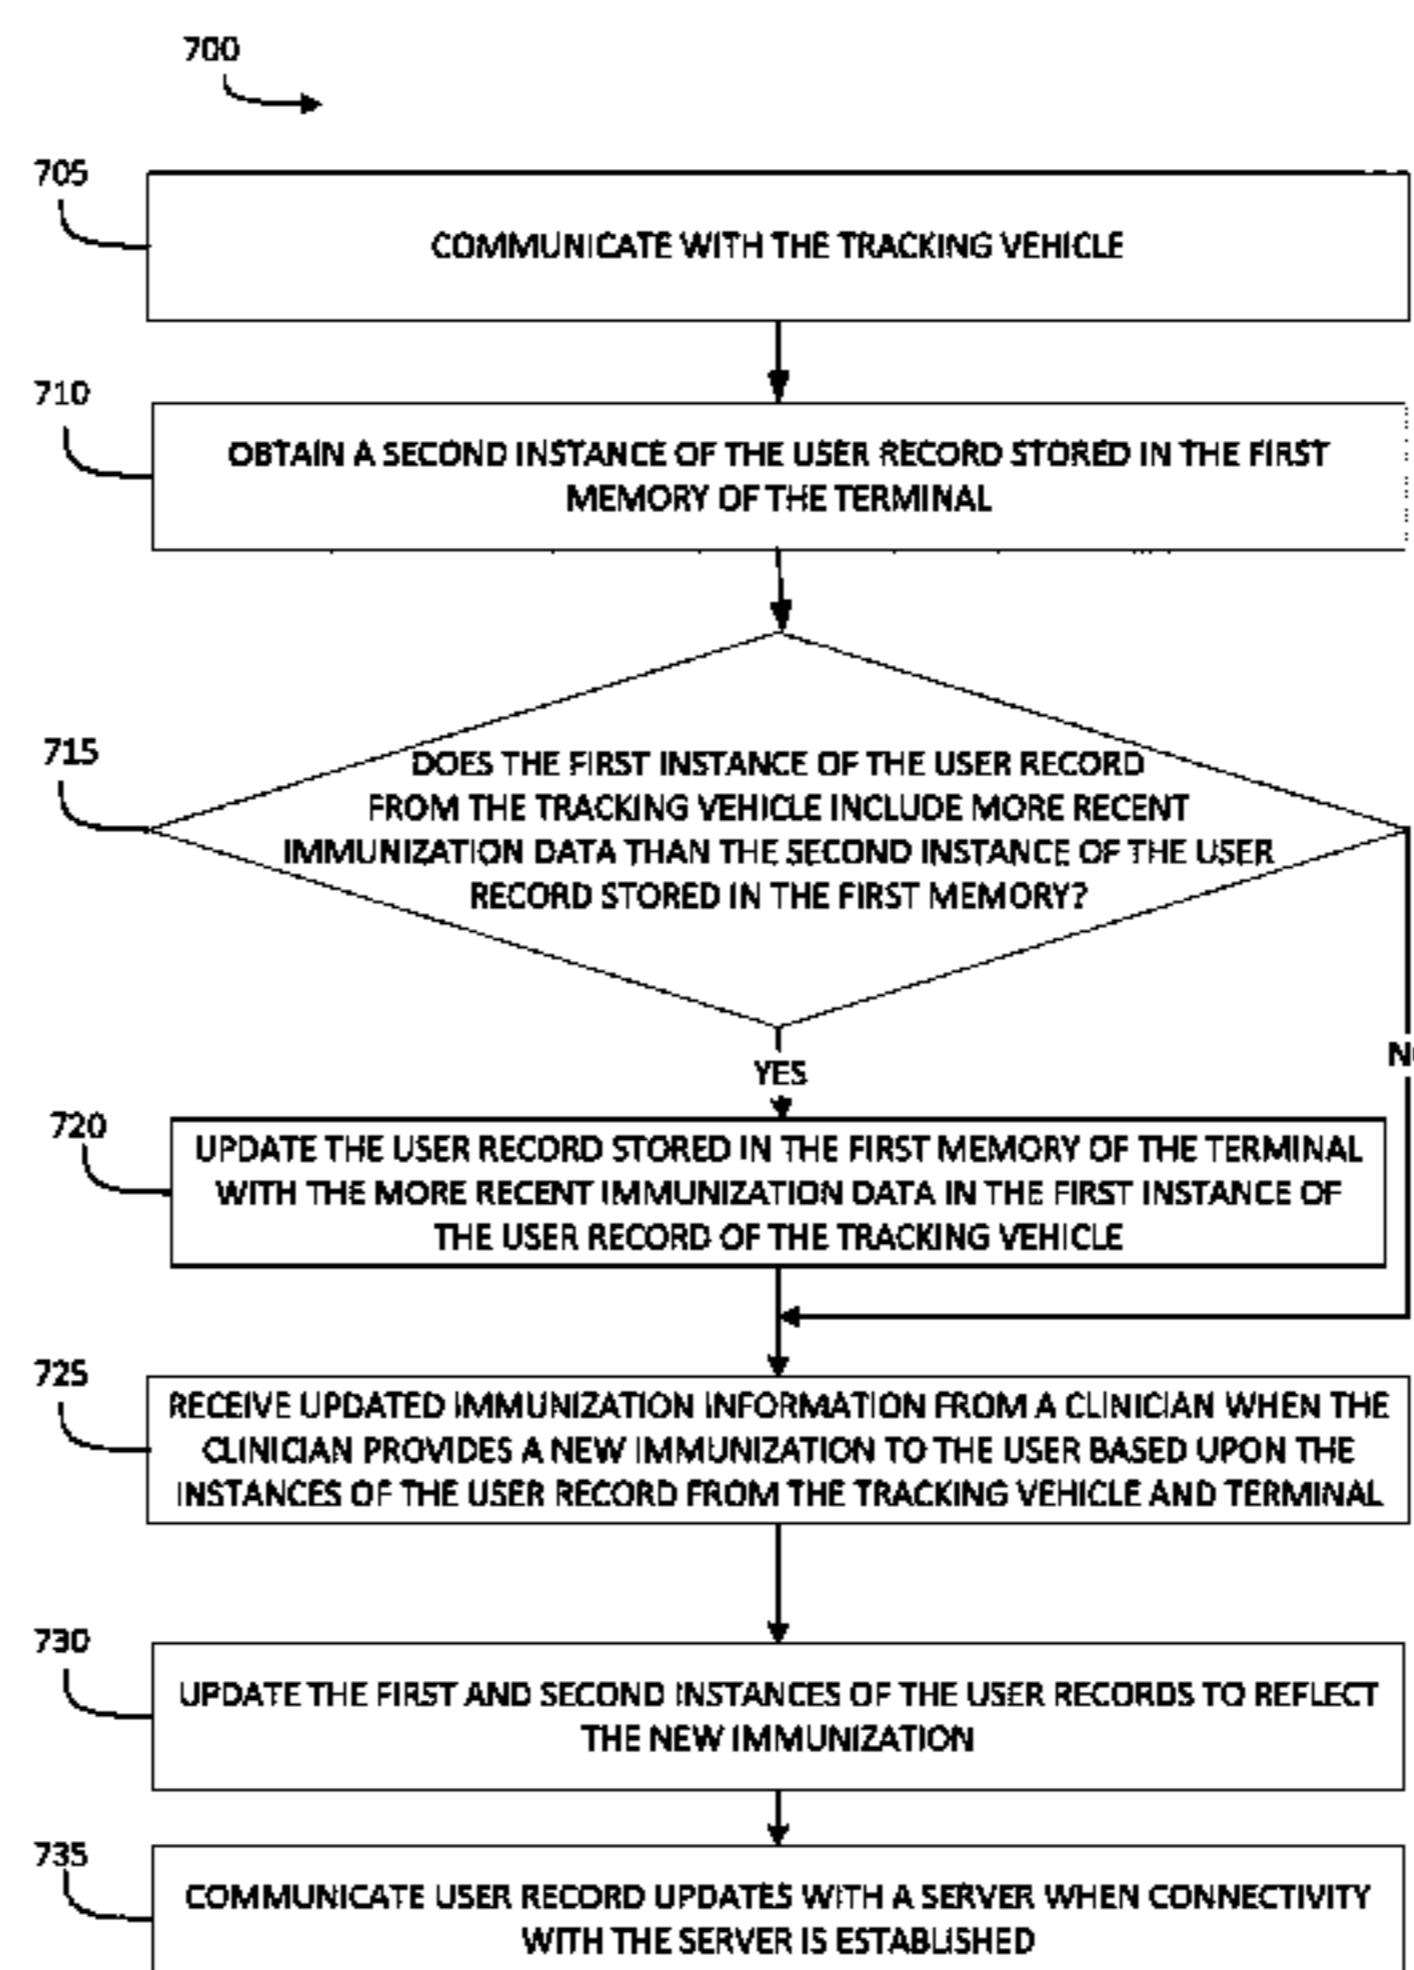 700
705
COMMUNICATE WITH THE TRACKING VEHICLE
710
OBTAIN A SECOND INSTANCE OF THE USER RECORD STORED IN THE FIRST
MEMORY OF THE TERMINAL
715
DOES THE FIRST INSTANCE OF THE USER RECORD
FROM THE TRACKING VEHICLE INCLUDE MORE RECENT
IMMUNIZATION DATA THAN THE SECOND INSTANCE OF THE USER
RECORD STORED IN THE FIRST MEMORY?
YES
720
UPDATE THE USER RECORD STORED IN THE FIRST MEMORY OF THE TERMINAL
WITH THE MORE RECENT IMMUNIZATION DATA IN THE FIRST INSTANCE OF
THE USER RECORD OF THE TRACKING VEHICLE
725
RECEIVE UPDATED IMMUNIZATION INFORMATION FROM A CLINICIAN WHEN THE
CLINICIAN PROVIDES A NEW IMMUNIZATION TO THE USER BASED UPON THE
INSTANCES OF THE USER RECORD FROM THE TRACKING VEHICLE AND TERMINAL
730
UPDATE THE FIRST AND SECOND INSTANCES OF THE USER RECORDS TO REFLECT
THE NEW IMMUNIZATION
735
COMMUNICATE USER RECORD UPDATES WITH A SERVER WHEN CONNECTIVITY
WITH THE SERVER IS ESTABLISHED